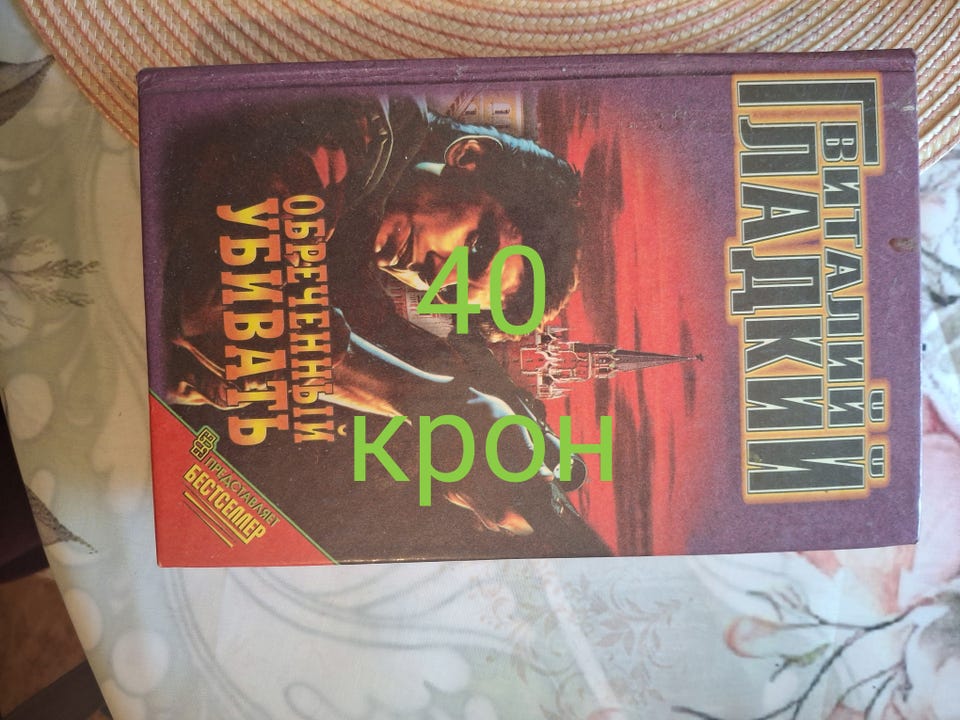 ВИТАЛИЙ
ГЛАДКИЙ
ОБРЕЧЕННЫЙ
УБИВАТЬ
ПРЕДСТАВЛЯЕТ
БЕСТСЕЛЛЕР
40
крон